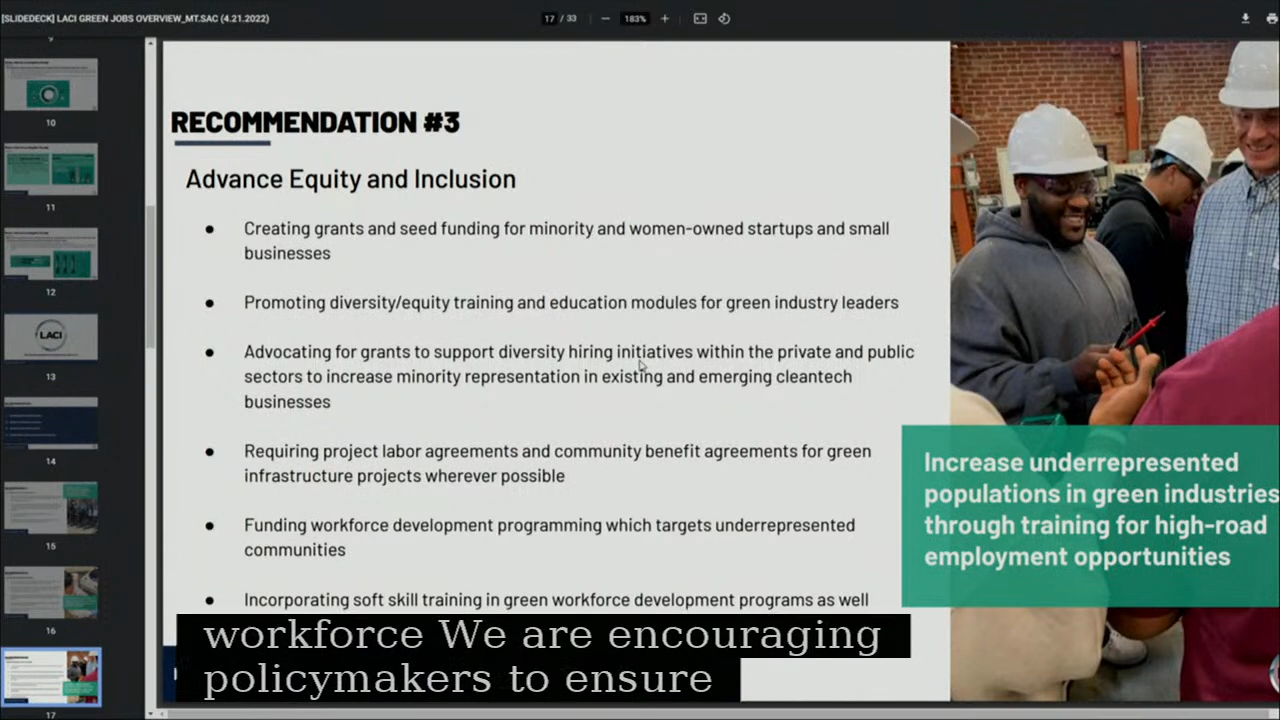 [SLIDEDECK] LACI GREEN JOBS OVERVIEW_MT.SAC (4.21.2022)
17 / 33
183%
10
11
12
LACI
13
14
15
16
17
RECOMMENDATION #3
Advance Equity and Inclusion
● Creating grants and seed funding for minority and women-owned startups and small
businesses
● Promoting diversity/equity training and education modules for green industry leaders
● Advocating for grants to support diversity hiring initiatives within the private and public
sectors to increase minority representation in existing and emerging cleantech
businesses
● Requiring project labor agreements and community benefit agreements for green
infrastructure projects wherever possible
● Funding workforce development programming which targets underrepresented
communities
● Incorporating soft skill training in green workforce development programs as well
Increase underrepresented
populations in green industries
through training for high-road
employment opportunities
workforce We are encouraging
policymakers to ensure